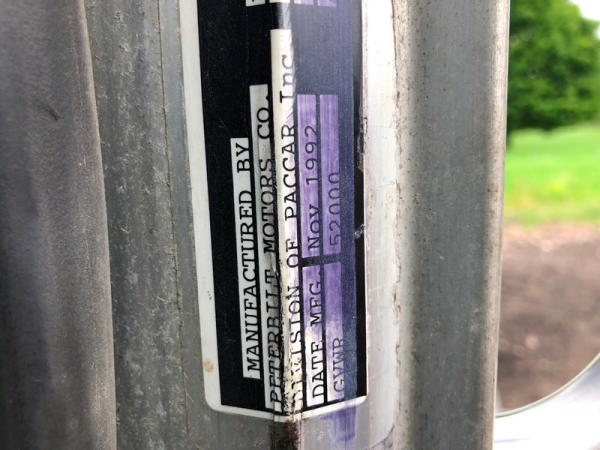 MANUFACTURED BY
PETERBILT MOTORS CO.
DIVISION OF PACCAR Inc
DATE MFG. Nov 1992
GVWR 52000